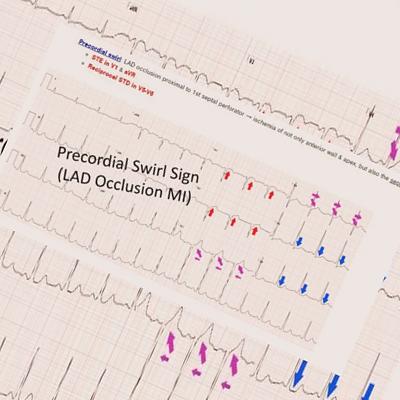 aVR
V1
Precordial swirl: LAD occlusion proximal to 1st septal perforator → ischemia of not only anterior wall & apex, but also the
STE in V1 & aVR
Reciprocal STD in V5-V6
Precordial Swirl Sign
(LAD Occlusion MI)